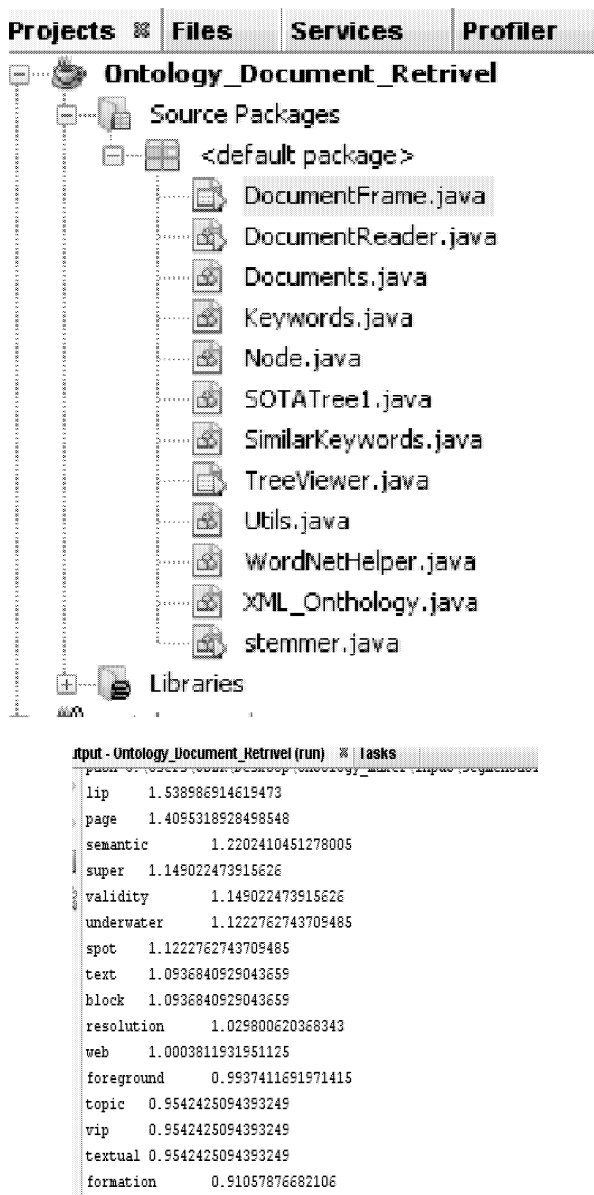 Projects Files Services Profiler
Ontology_Document_Retrivel
Source Packages
<default package>
DocumentFrame.java
DocumentReader.java
Documents.java
Keywords.java
Node.java
SOTATree1.java
SimilarKeywords.java
TreeViewer.java
Utils.java
WordNetHelper.java
XML_Onthology.java
stemmer.java
Libraries
tput - Ontology_Document_Retrivel (run) Tasks
lip 1.538986914619473
page 1.4095318928498548
semantic 1.2202410451278005
super 1.149022473915626
validity 1.149022473915626
underwater 1.1222762743709485
spot 1.1222762743709485
text 1.0936840929043659
block 1.0936840929043659
resolution 1.029800620368343
web 1.0003811931951125
foreground 0.9937411691971415
topic 0.9542425094393249
vip 0.9542425094393249
textual 0.9542425094393249
formation 0.91057876682106